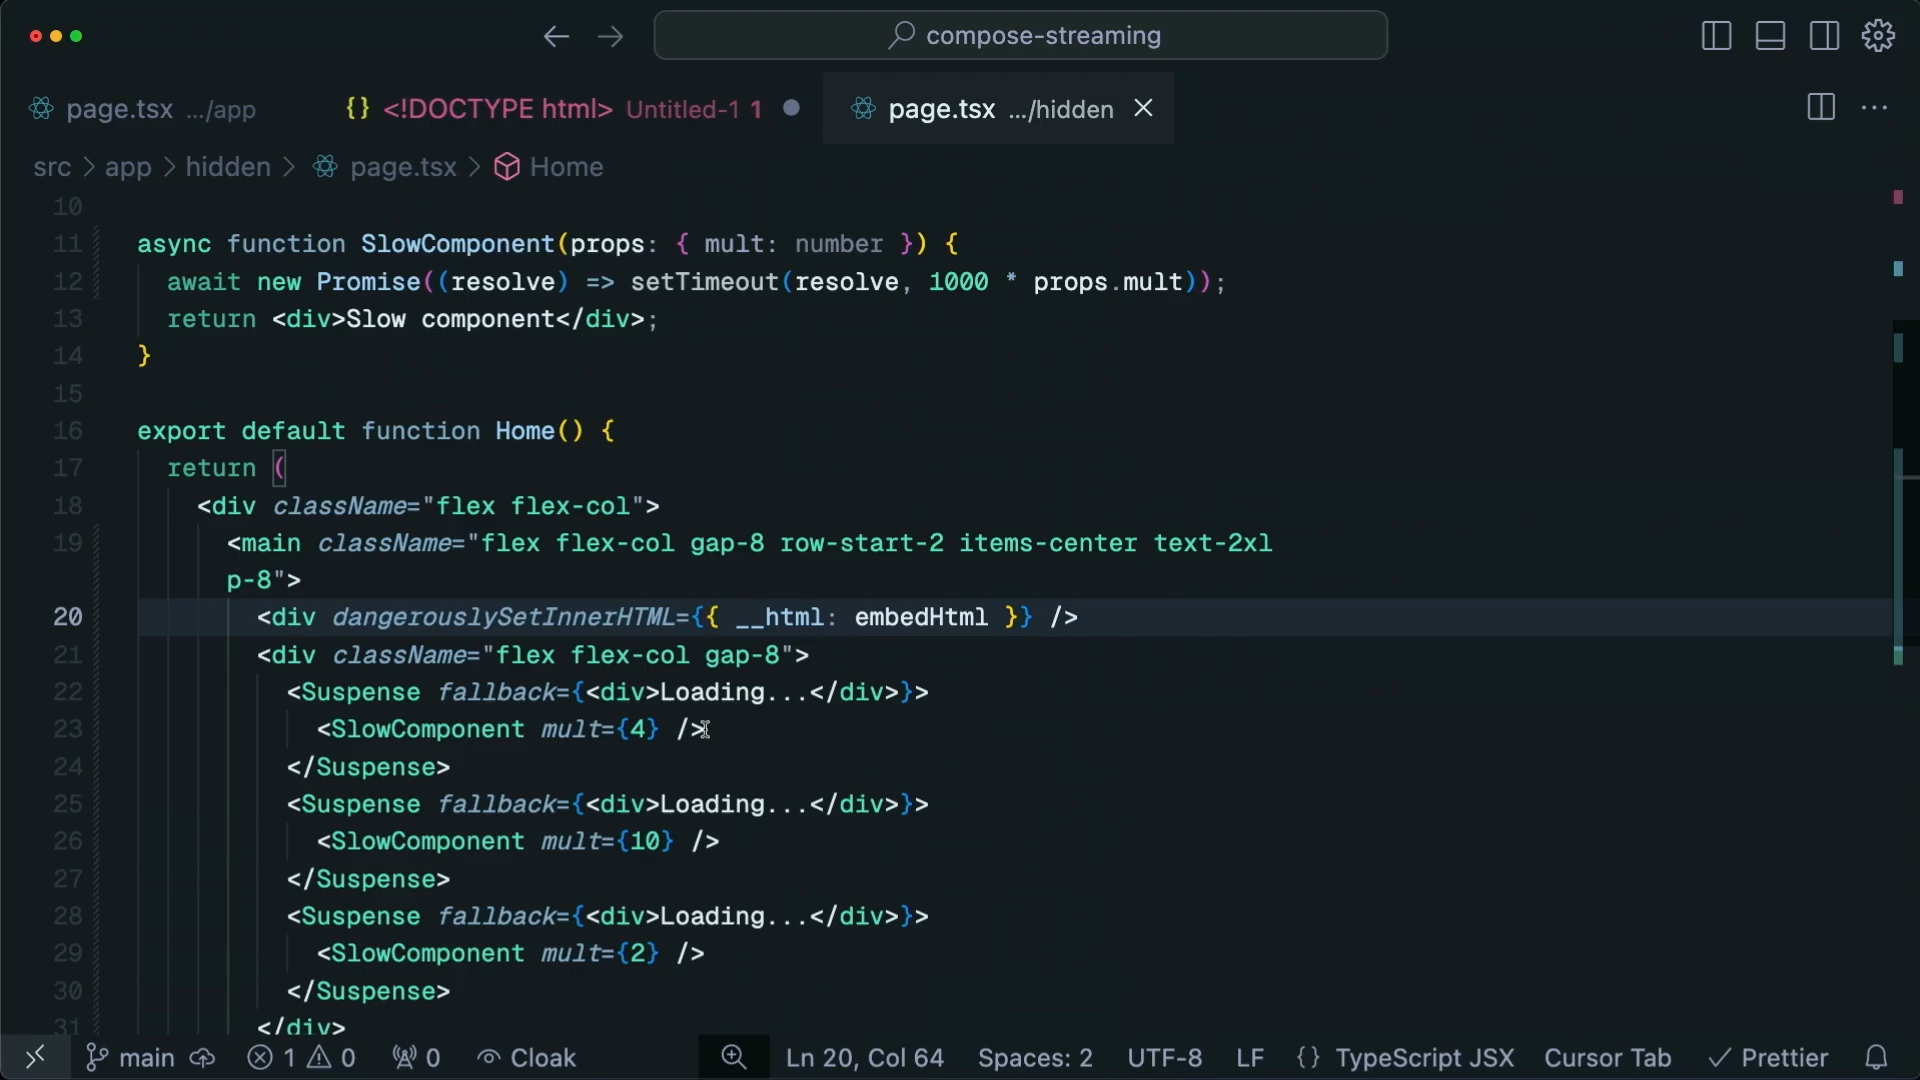 compose-streaming
page.tsx .../app
{} <!DOCTYPE html> Untitled-1 1
page.tsx .../hidden
src > app > hidden > page.tsx > Home
10
11 async function SlowComponent(props: { mult: number }) {
12 await new Promise((resolve) => setTimeout(resolve, 1000 * props.mult));
13 return <div>Slow component</div>;
14 }
15
16 export default function Home() {
17 return (
18 <div className="flex flex-col">
19 <main className="flex flex-col gap-8 row-start-2 items-center text-2xl
p-8">
20 <div dangerouslySetInnerHTML={{ __html: embedHtml }} />
21 <div className="flex flex-col gap-8">
22 <Suspense fallback={<div>Loading...</div>}>
23 <SlowComponent mult={4} />
24 </Suspense>
25 <Suspense fallback={<div>Loading...</div>}>
26 <SlowComponent mult={10} />
27 </Suspense>
28 <Suspense fallback={<div>Loading...</div>}>
29 <SlowComponent mult={2} />
30 </Suspense>
31 </div>
main 1 0 0 Cloak Ln 20, Col 64 Spaces: 2 UTF-8 LF {} TypeScript JSX Cursor Tab Prettier